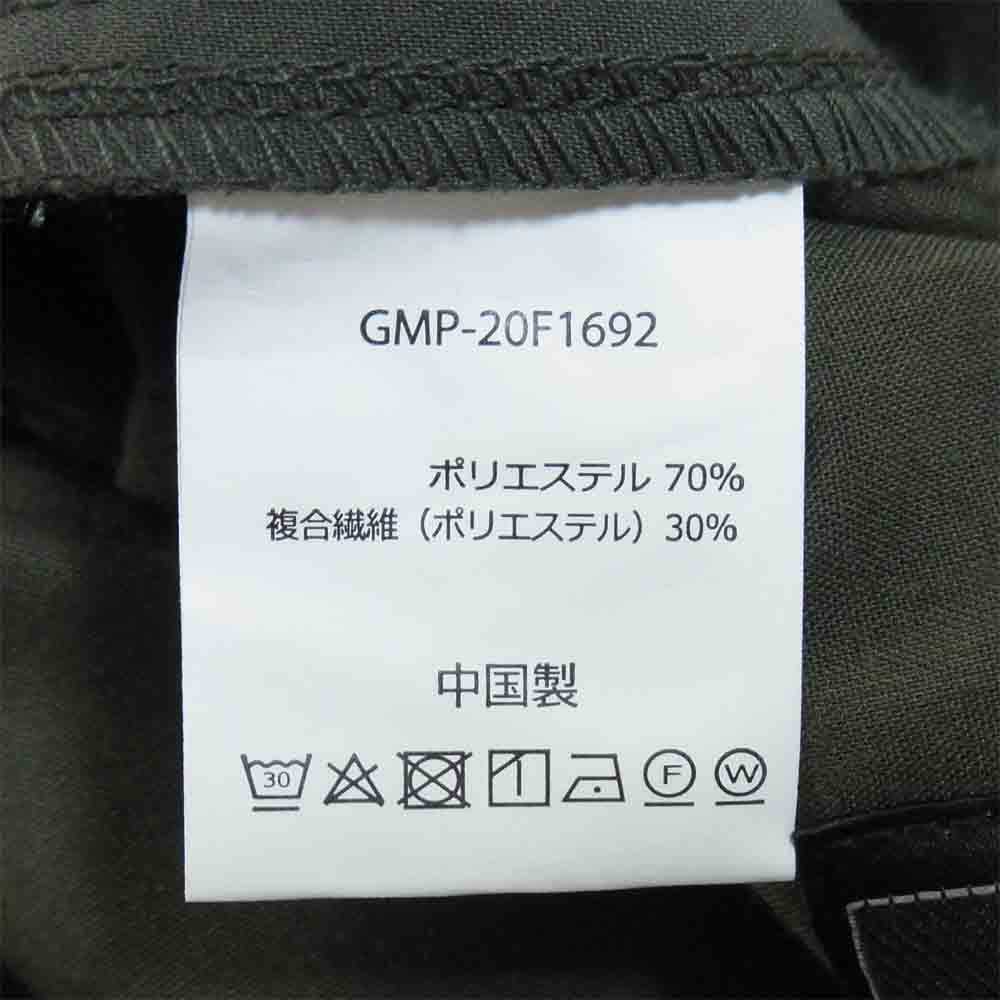 GMP-20F1692
ポリエステル 70%
複合繊維（ポリエステル）30%
中国製
30 F W